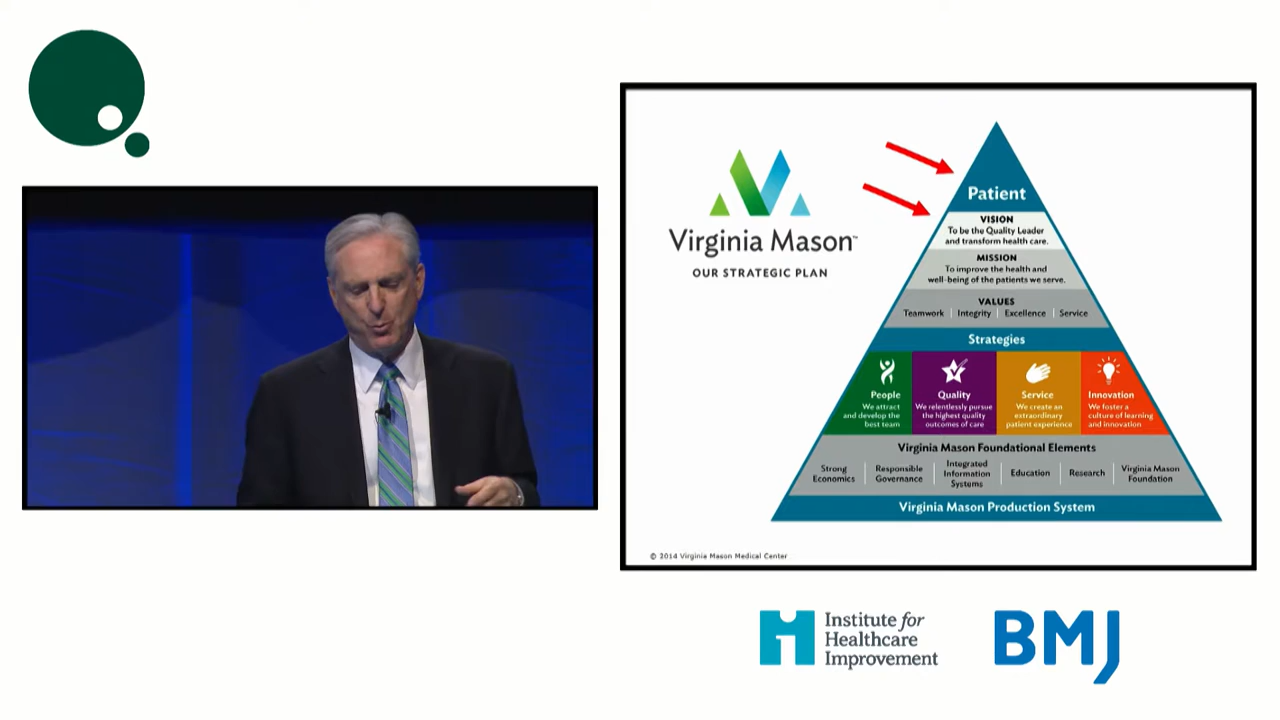 Virginia Mason™
OUR STRATEGIC PLAN
Patient
VISION
To be the Quality Leader
and transform health care.
MISSION
To improve the health and
well-being of the patients we serve.
VALUES
Teamwork | Integrity | Excellence | Service
Strategies
People
We attract
and develop the
best team
Quality
We relentlessly pursue
the highest quality
outcomes of care
Service
We create an
extraordinary
patient experience
Innovation
We foster a
culture of learning
and innovation
Virginia Mason Foundational Elements
Strong
Economics
Responsible
Governance
Integrated
Information
Systems
Education
Research
Virginia Mason
Foundation
Virginia Mason Production System
© 2014 Virginia Mason Medical Center
Institute for
Healthcare
Improvement
BMJ